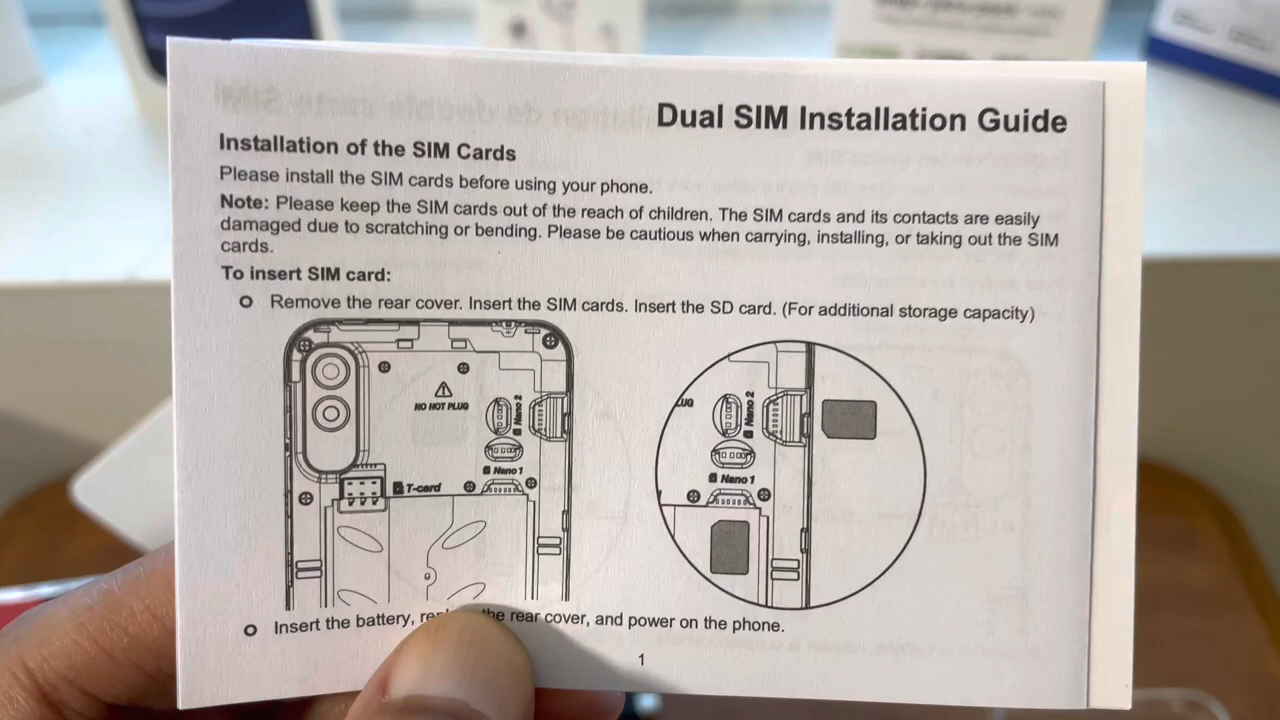 Dual SIM Installation Guide
Installation of the SIM Cards
Please install the SIM cards before using your phone.
Note: Please keep the SIM cards out of the reach of children. The SIM cards and its contacts are easily
damaged due to scratching or bending. Please be cautious when carrying, installing, or taking out the SIM
cards.
To insert SIM card:
Remove the rear cover. Insert the SIM cards. Insert the SD card. (For additional storage capacity)
NO HOT PLUG
Nano 2
Nano 1
T-card
LUG
Nano 2
Nano 1
Insert the battery, the rear cover, and power on the phone.
1